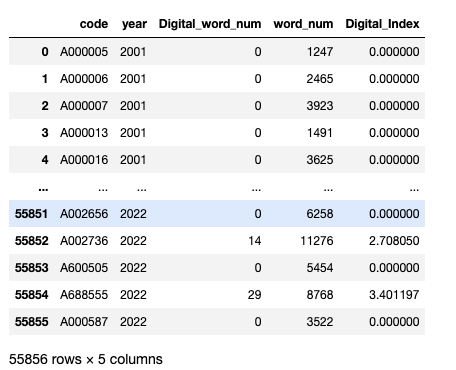 code year Digital_word_num word_num Digital_Index
0 A000005 2001 0 1247 0.000000
1 A000006 2001 0 2465 0.000000
2 A000007 2001 0 3923 0.000000
3 A000013 2001 0 1491 0.000000
4 A000016 2001 0 3625 0.000000
... ... ... ... ... ...
55851 A002656 2022 0 6258 0.000000
55852 A002736 2022 14 11276 2.708050
55853 A600505 2022 0 5454 0.000000
55854 A688555 2022 29 8768 3.401197
55855 A000587 2022 0 3522 0.000000
55856 rows × 5 columns